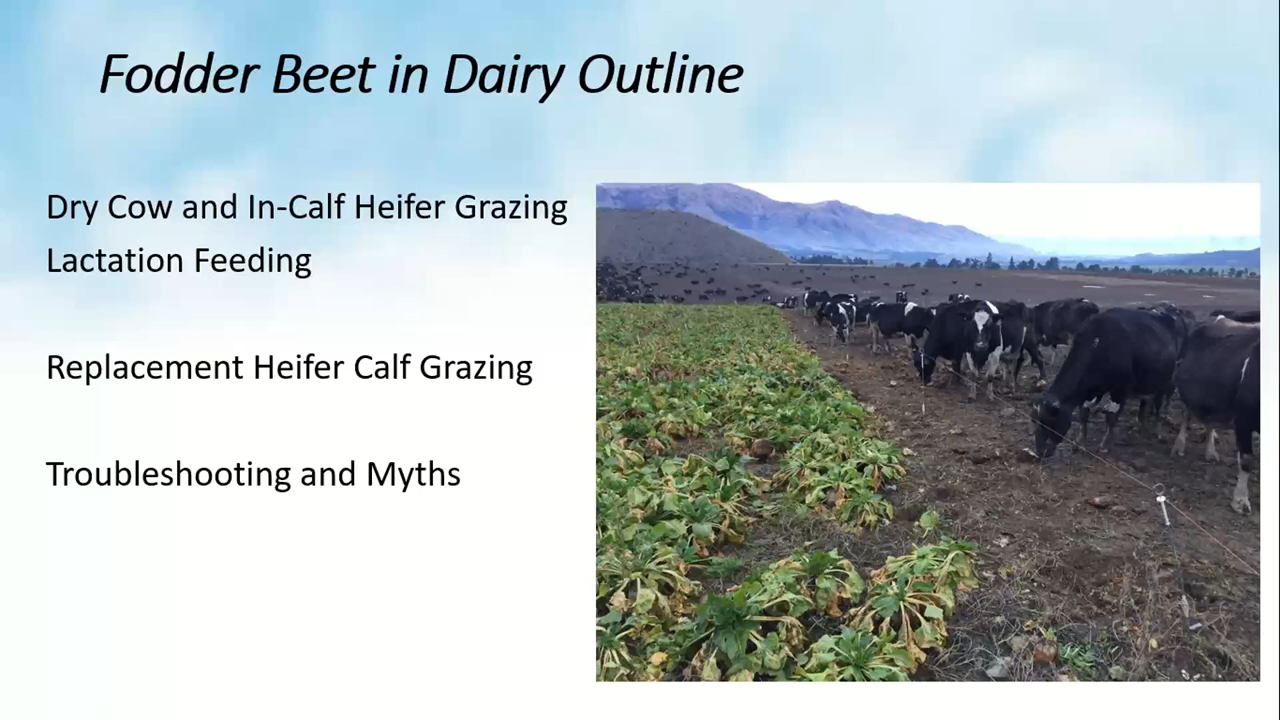 Fodder Beet in Dairy Outline
Dry Cow and In-Calf Heifer Grazing
Lactation Feeding
Replacement Heifer Calf Grazing
Troubleshooting and Myths